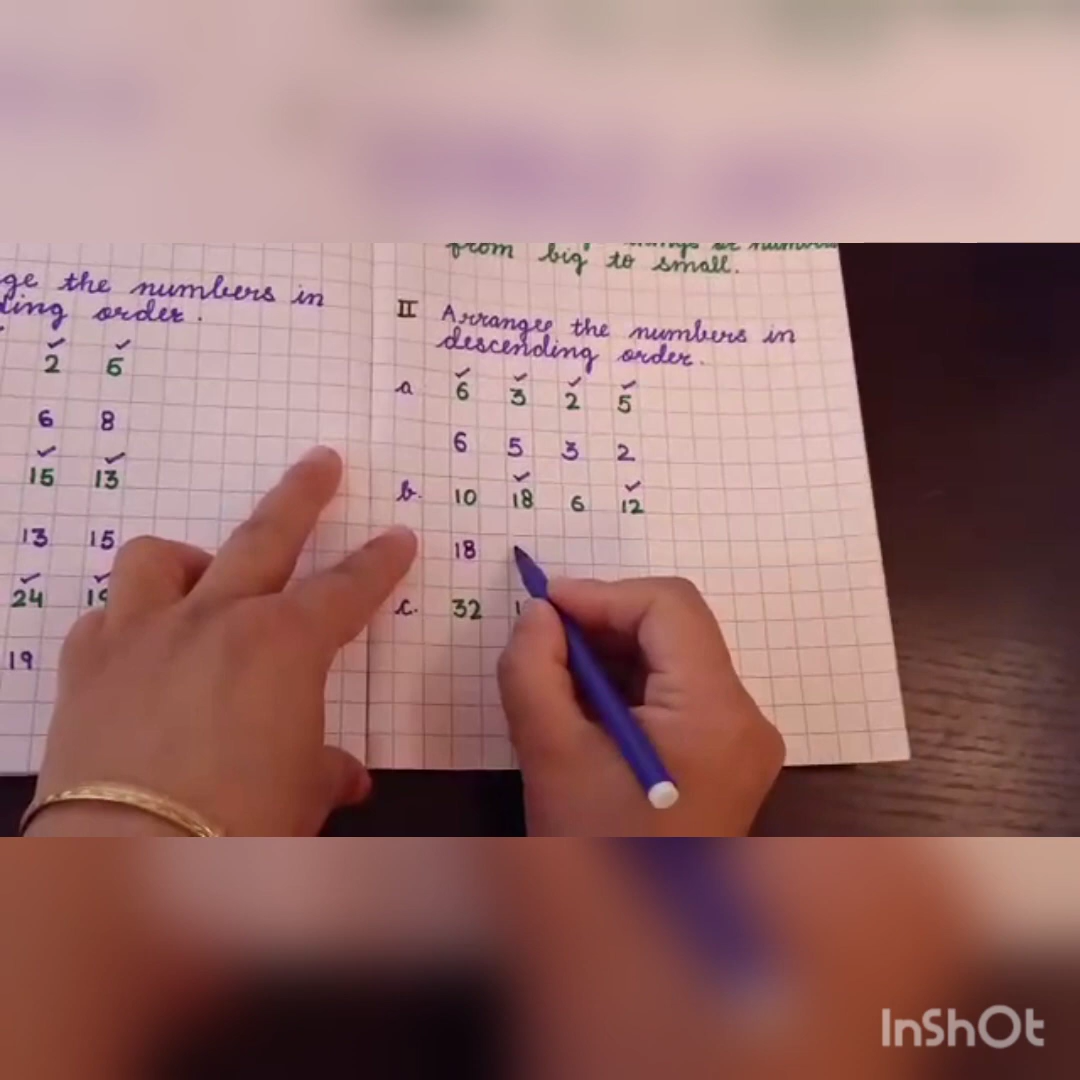 ge the numbers in
ding order.
2 5
6 8
15 13
13 15
24
19
from big to small.
II Arrange the numbers in
descending order.
a 6 3 2 5
6 5 3 2
b. 10 18 6 12
18
c. 32
InShOt